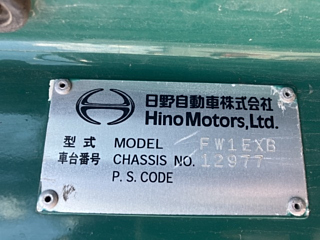 日野自動車株式会社
Hino Motors, Ltd.
型式 MODEL FW1EXB
車台番号 CHASSIS NO. 12977
P.S. CODE